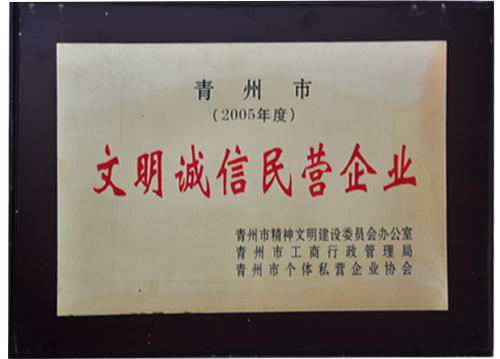 青州市
(2005年度)
文明诚信民营企业
青州市精神文明建设委员会办公室
青州市工商行政管理局
青州市个体私营企业协会